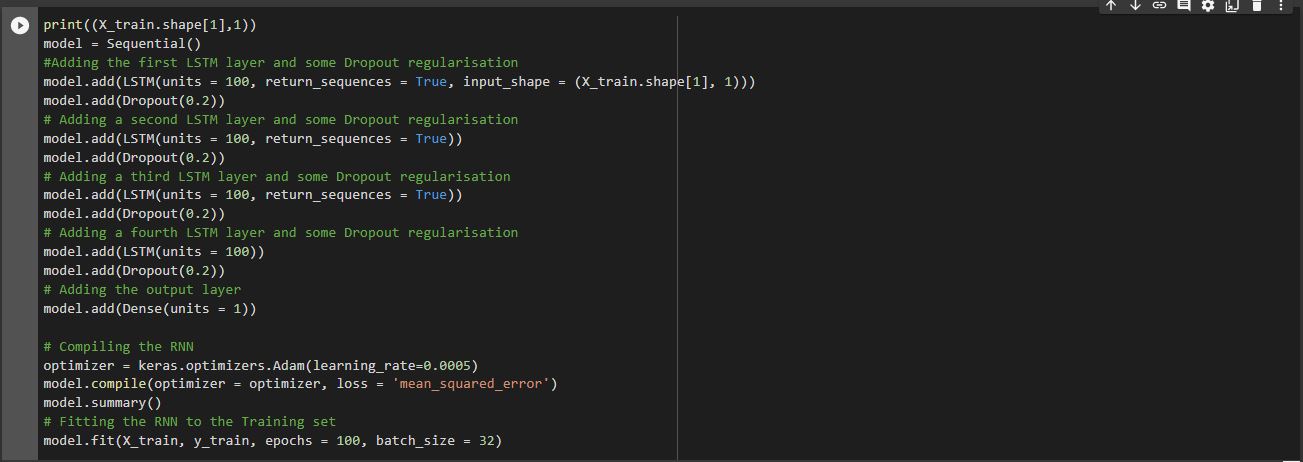 print((X_train.shape[1],1))
model = Sequential()
#Adding the first LSTM layer and some Dropout regularisation
model.add(LSTM(units = 100, return_sequences = True, input_shape = (X_train.shape[1], 1)))
model.add(Dropout(0.2))
# Adding a second LSTM layer and some Dropout regularisation
model.add(LSTM(units = 100, return_sequences = True))
model.add(Dropout(0.2))
# Adding a third LSTM layer and some Dropout regularisation
model.add(LSTM(units = 100, return_sequences = True))
model.add(Dropout(0.2))
# Adding a fourth LSTM layer and some Dropout regularisation
model.add(LSTM(units = 100))
model.add(Dropout(0.2))
# Adding the output layer
model.add(Dense(units = 1))

# Compiling the RNN
optimizer = keras.optimizers.Adam(learning_rate=0.0005)
model.compile(optimizer = optimizer, loss = 'mean_squared_error')
model.summary()
# Fitting the RNN to the Training set
model.fit(X_train, y_train, epochs = 100, batch_size = 32)